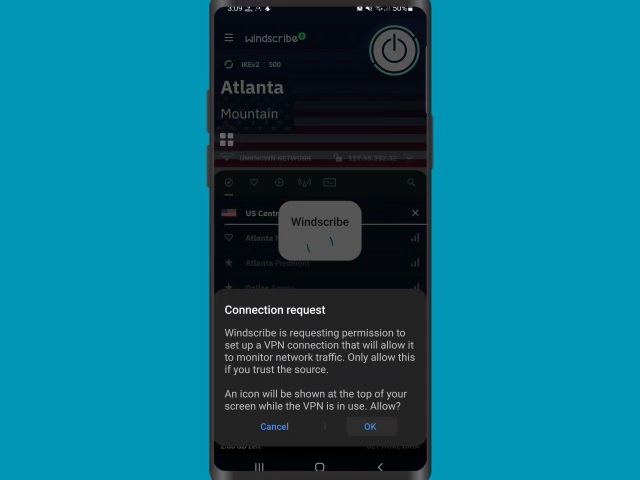 3:09
50%
windscribe
IKEv2 500
Atlanta
Mountain
UNKNOWN NETWORK
US Centr
Windscribe
Atlanta
Atlanta Piedmont
Dallas
Connection request
Windscribe is requesting permission to
set up a VPN connection that will allow it
to monitor network traffic. Only allow this
if you trust the source.
An icon will be shown at the top of your
screen while the VPN is in use. Allow?
Cancel
OK